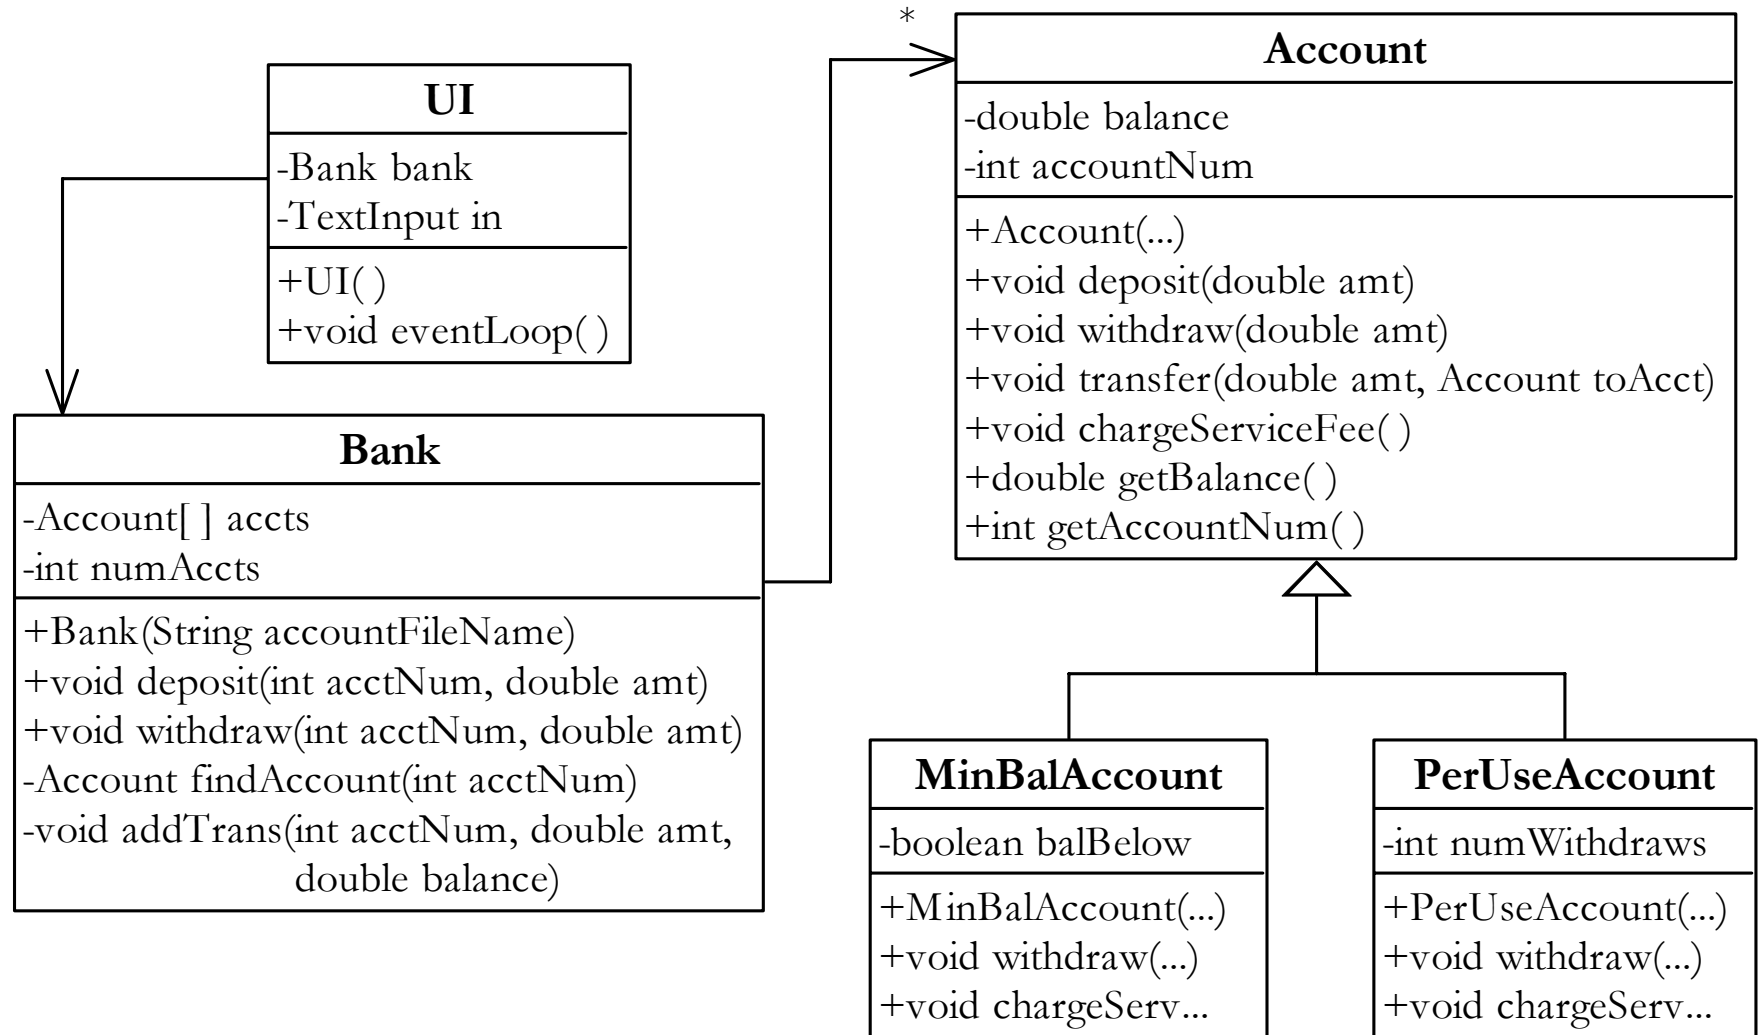 UI
-Bank bank
-TextInput in
+UI( )
+void eventLoop( )
*
Account
-double balance
-int accountNum
+Account(...)
+void deposit(double amt)
+void withdraw(double amt)
+void transfer(double amt, Account toAcct)
+void chargeServiceFee( )
+double getBalance( )
+int getAccountNum( )
Bank
-Account[ ] accts
-int numAccts
+Bank(String accountFileName)
+void deposit(int acctNum, double amt)
+void withdraw(int acctNum, double amt)
-Account findAccount(int acctNum)
-void addTrans(int acctNum, double amt,
double balance)
MinBalAccount
-boolean balBelow
+MinBalAccount(...)
+void withdraw(...)
+void chargeServ...
PerUseAccount
-int numWithdraws
+PerUseAccount(...)
+void withdraw(...)
+void chargeServ...